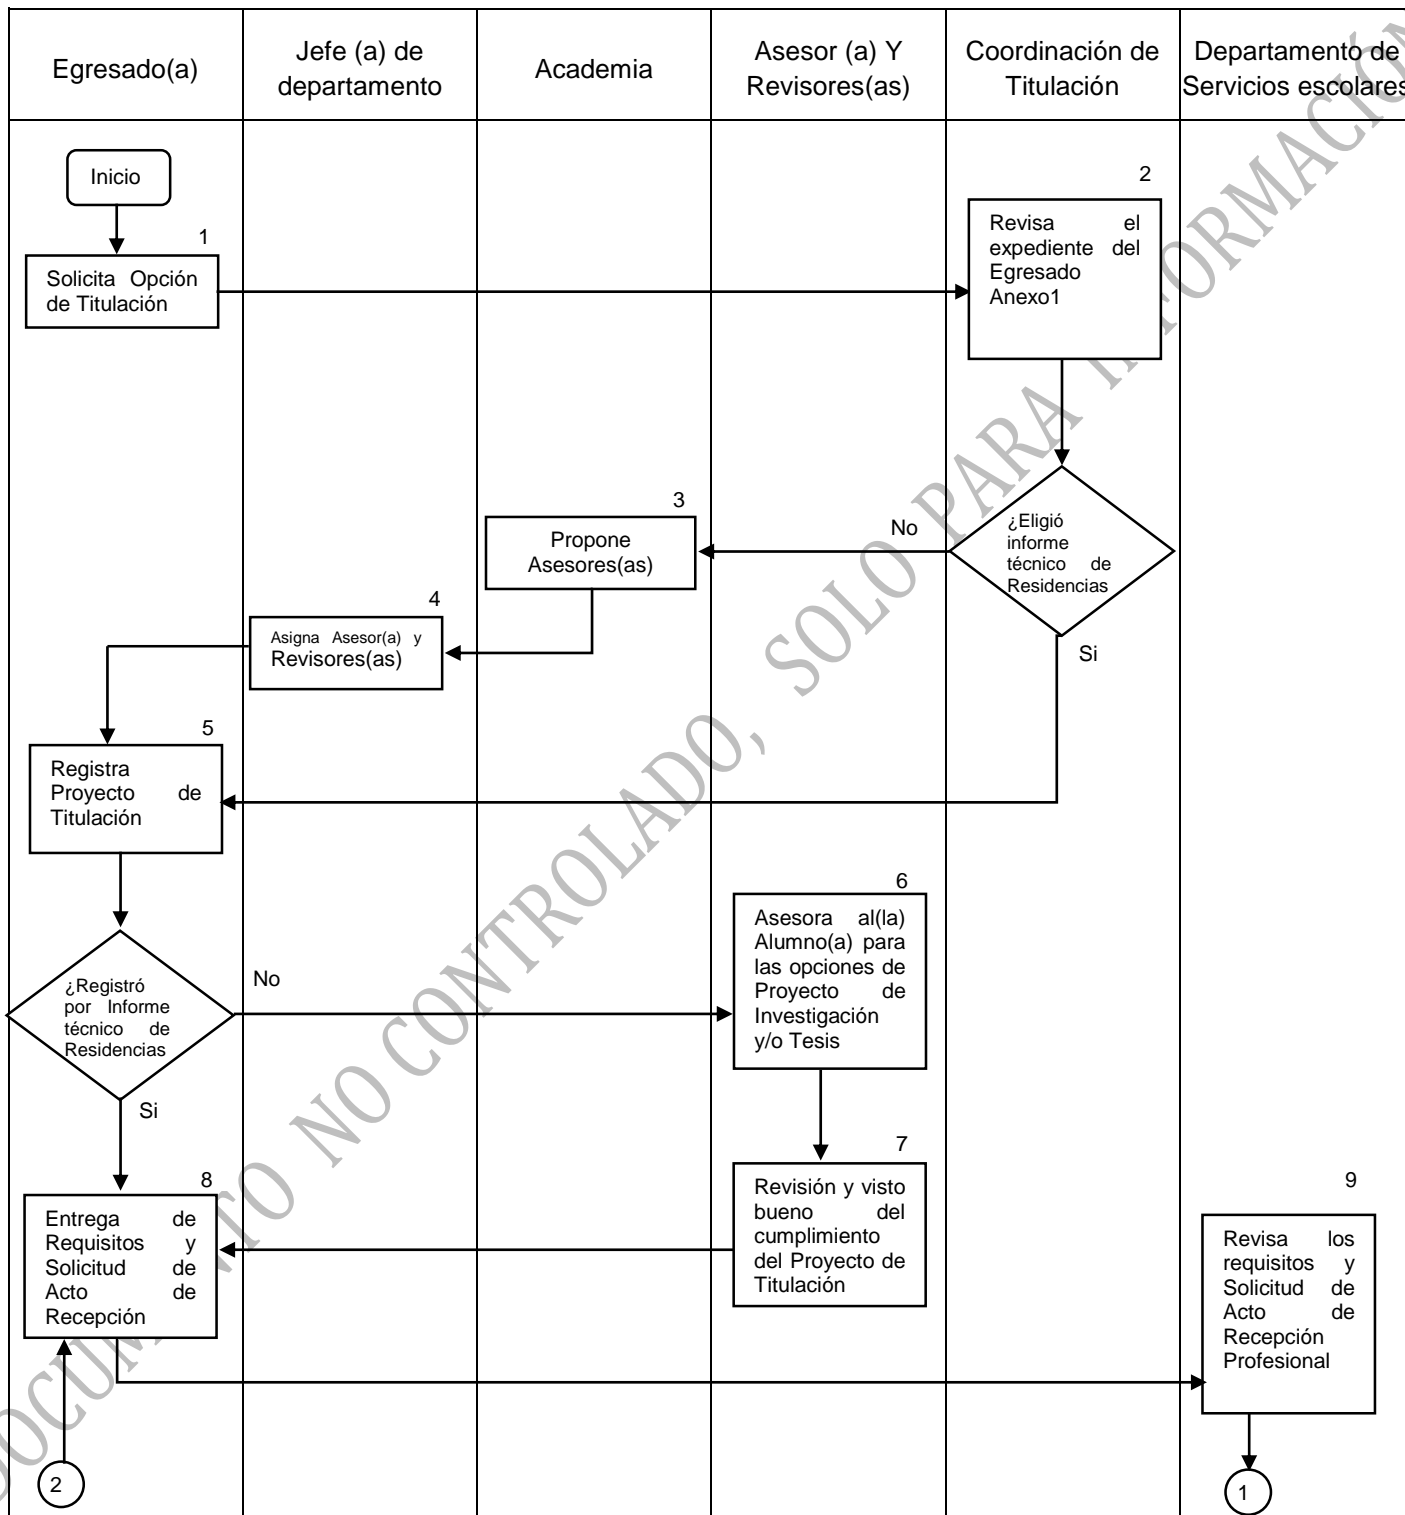 Egresado(a)
Jefe (a) de
departamento
Academia
Asesor (a) Y
Revisores(as)
Coordinación de
Titulación
Departamento de
Servicios escolares
Inicio
1
Solicita Opción
de Titulación
2
Revisa el
expediente del
Egresado
Anexo1
¿Eligió
informe
técnico de
Residencias
No
Si
3
Propone
Asesores(as)
4
Asigna Asesor(a) y
Revisores(as)
5
Registra
Proyecto de
Titulación
¿Registró
por Informe
técnico de
Residencias
No
Si
6
Asesora al(la)
Alumno(a) para
las opciones de
Proyecto de
Investigación
y/o Tesis
7
Revisión y visto
bueno del
cumplimiento
del Proyecto de
Titulación
8
Entrega de
Requisitos y
Solicitud de
Acto de
Recepción
9
Revisa los
requisitos y
Solicitud de
Acto de
Recepción
Profesional
2
1
DOCUMENTO NO CONTROLADO, SOLO PARA INFORMACIÓN